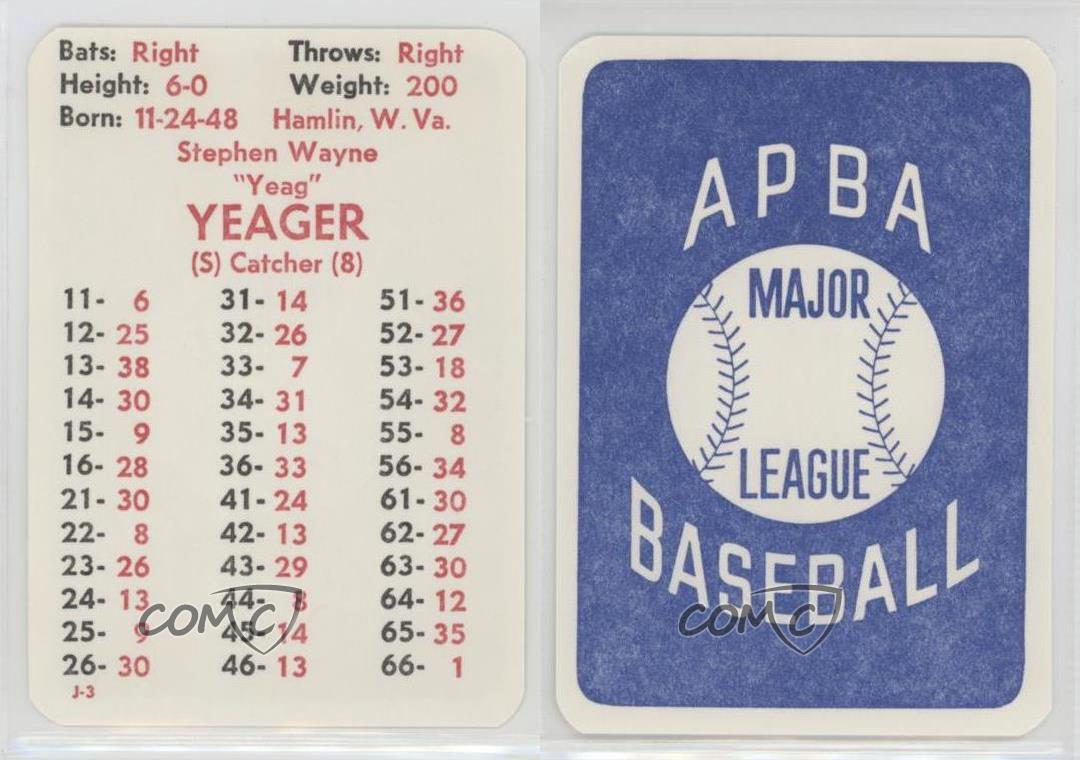 Bats: Right Throws: Right
Height: 6-0 Weight: 200
Born: 11-24-48 Hamlin, W. Va.
Stephen Wayne
"Yeag"
YEAGER
(S) Catcher (8)
11- 6 31- 14 51- 36
12- 25 32- 26 52- 27
13- 38 33- 7 53- 18
14- 30 34- 31 54- 32
15- 9 35- 13 55- 8
16- 28 36- 33 56- 34
21- 30 41- 24 61- 30
22- 8 42- 13 62- 27
23- 26 43- 29 63- 30
24- 13 44- 8 64- 12
25- 9 45- 14 65- 35
26- 30 46- 13 66- 1
J-3
COMC
APBA
MAJOR
LEAGUE
BASEBALL
COMC